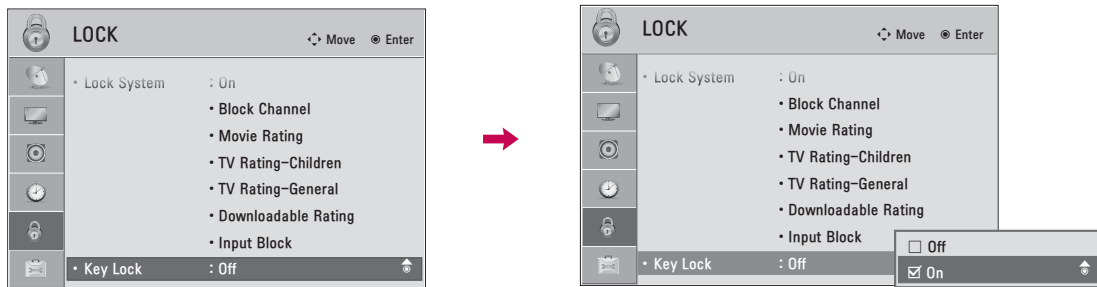 LOCK
Move Enter
• Lock System : On
• Block Channel
• Movie Rating
• TV Rating-Children
• TV Rating-General
• Downloadable Rating
• Input Block
• Key Lock : Off
LOCK
Move Enter
• Lock System : On
• Block Channel
• Movie Rating
• TV Rating-Children
• TV Rating-General
• Downloadable Rating
• Input Block
• Key Lock : Off
☐ Off
☑ On